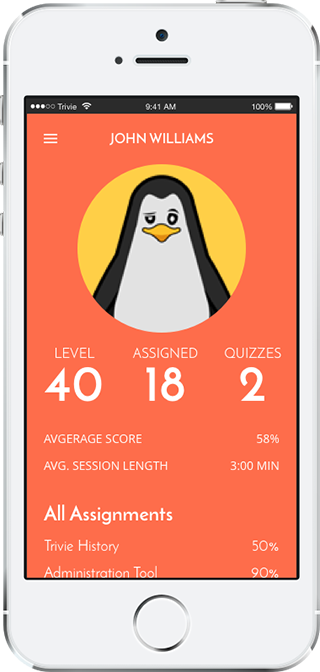 Trivie 9:41 AM 100%
JOHN WILLIAMS
LEVEL ASSIGNED QUIZZES
40 18 2
AVGERAGE SCORE 58%
AVG. SESSION LENGTH 3:00 MIN
All Assignments
Trivie History 50%
Administration Tool 90%